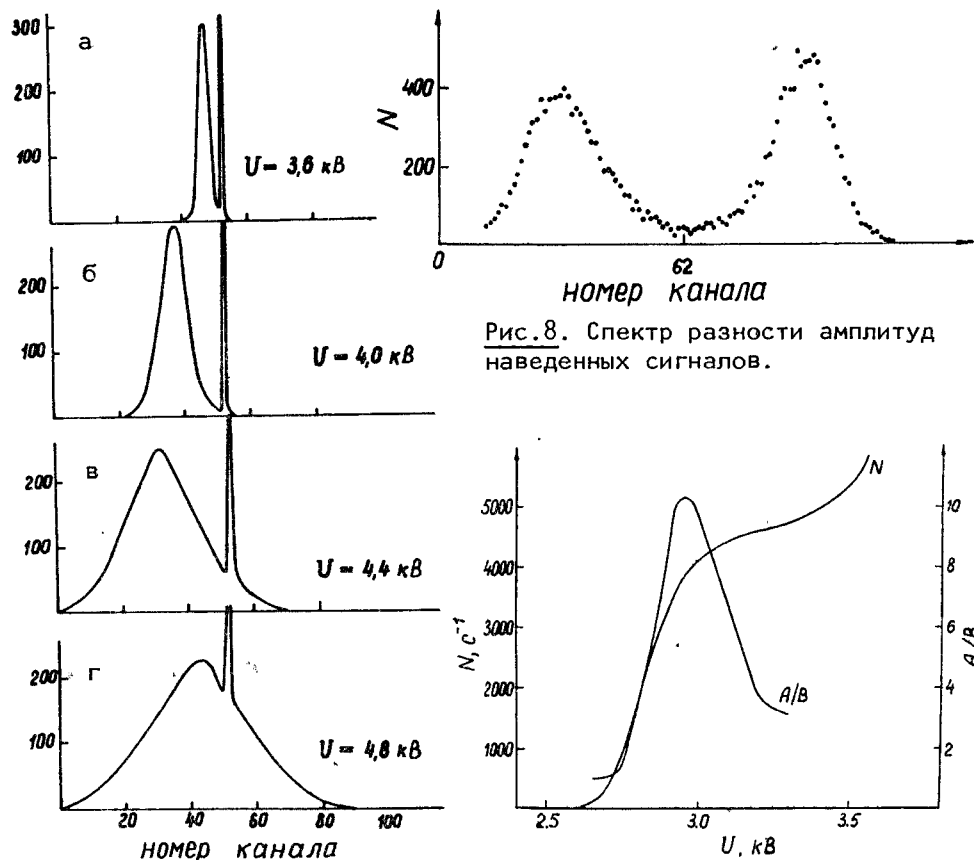 300
200
100
а
U = 3,6 кВ
200
100
б
U = 4,0 кВ
200
100
в
U = 4,4 кВ
200
100
г
U = 4,8 кВ
20 40 60 80 100
номер канала
N
400
200
0
62
номер канала
Рис.8. Спектр разности амплитуд
наведенных сигналов.
N, с⁻¹
5000
4000
3000
2000
1000
N
A/B
10
8
6
4
2
A/B
2.5 3.0 3.5
U, кВ